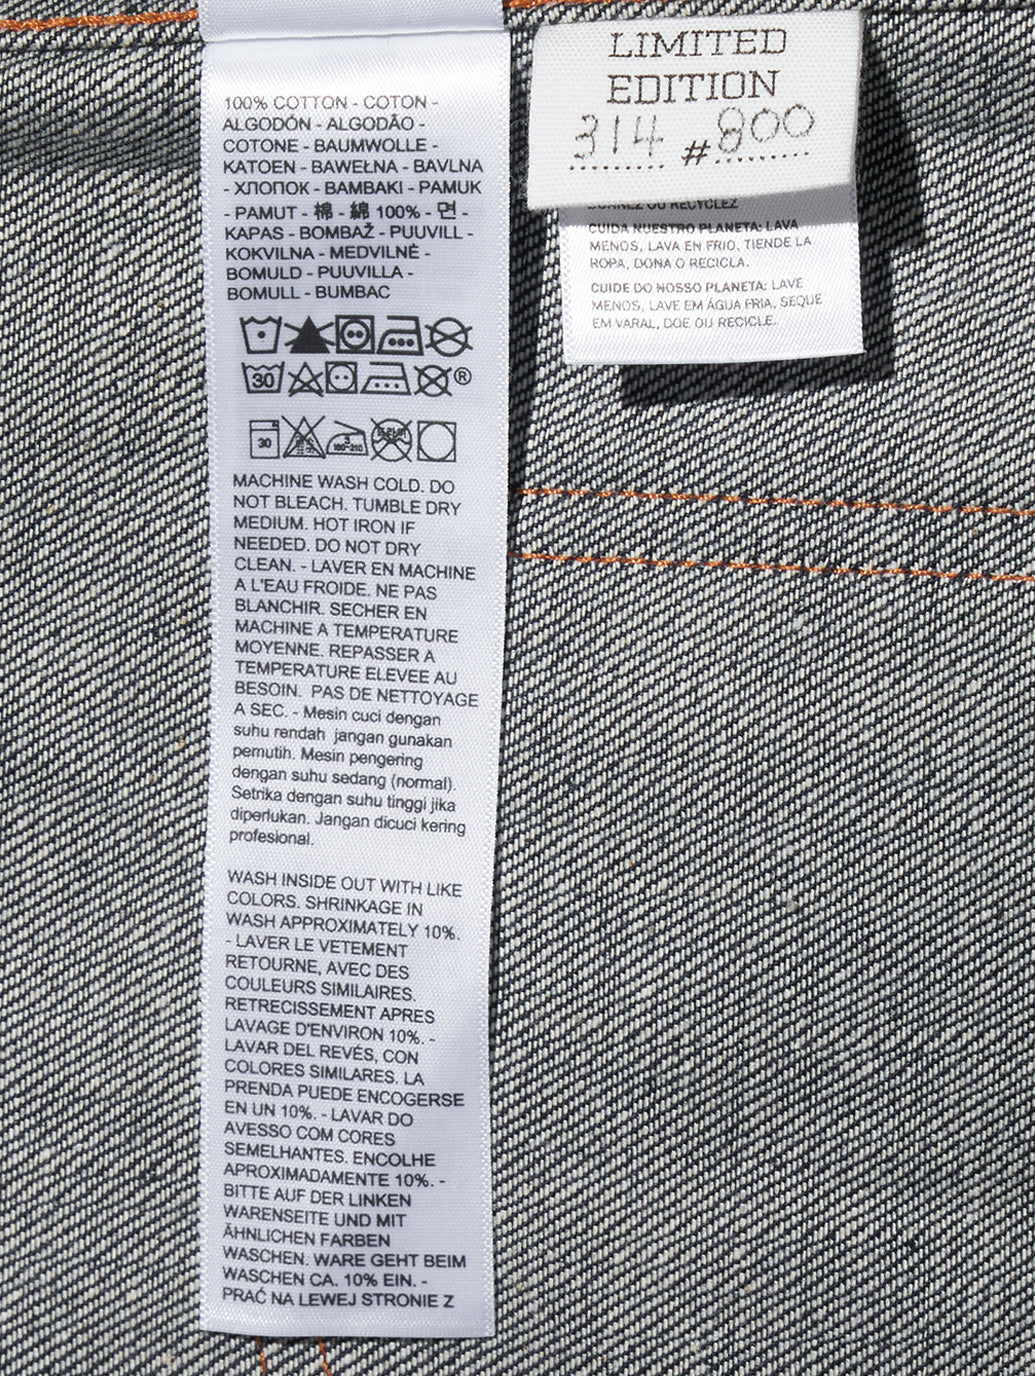 100% COTTON - COTON -
ALGODÓN - ALGODÃO -
COTONE - BAUMWOLLE -
KATOEN - BAWEŁNA - BAVLNA
- ХЛОПОК - BAMBAKI - PAMUK
- PAMUT - 棉 - 綿 100% - 면 -
KAPAS - BOMBAŽ - PUUVILL -
KOKVILNA - MEDVILNĖ -
BOMULD - PUUVILLA -
BOMULL - BUMBAC
30
®
30
MACHINE WASH COLD. DO
NOT BLEACH. TUMBLE DRY
MEDIUM. HOT IRON IF
NEEDED. DO NOT DRY
CLEAN. - LAVER EN MACHINE
A L'EAU FROIDE. NE PAS
BLANCHIR. SECHER EN
MACHINE A TEMPERATURE
MOYENNE. REPASSER A
TEMPERATURE ELEVEE AU
BESOIN. PAS DE NETTOYAGE
A SEC. - Mesin cuci dengan
suhu rendah jangan gunakan
pemutih. Mesin pengering
dengan suhu sedang (normal).
Setrika dengan suhu tinggi jika
diperlukan. Jangan dicuci kering
profesional.
WASH INSIDE OUT WITH LIKE
COLORS. SHRINKAGE IN
WASH APPROXIMATELY 10%.
- LAVER LE VETEMENT
RETOURNE, AVEC DES
COULEURS SIMILAIRES.
RETRECISSEMENT APRES
LAVAGE D'ENVIRON 10%. -
LAVAR DEL REVÉS, CON
COLORES SIMILARES. LA
PRENDA PUEDE ENCOGERSE
EN UN 10%. - LAVAR DO
AVESSO COM CORES
SEMELHANTES. ENCOLHE
APROXIMADAMENTE 10%. -
BITTE AUF DER LINKEN
WARENSEITE UND MIT
ÄHNLICHEN FARBEN
WASCHEN. WARE GEHT BEIM
WASCHEN CA. 10% EIN. -
PRAĆ NA LEWEJ STRONIE Z
LIMITED
EDITION
314 # 800
DONNEZ OU RECYCLEZ
CUIDA NUESTRO PLANETA: LAVA
MENOS, LAVA EN FRIO, TIENDE LA
ROPA, DONA O RECICLA.
CUIDE DO NOSSO PLANETA: LAVE
MENOS, LAVE EM ÁGUA FRIA, SEQUE
EM VARAL, DOE OU RECICLE.